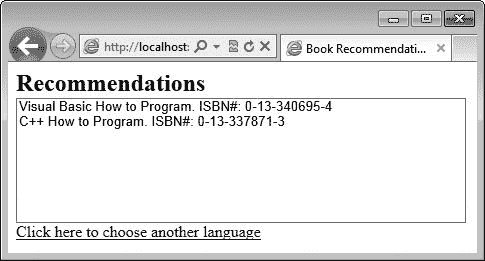 http://localhost:
Book Recommendati...
Recommendations
Visual Basic How to Program. ISBN#: 0-13-340695-4
C++ How to Program. ISBN#: 0-13-337871-3
Click here to choose another language